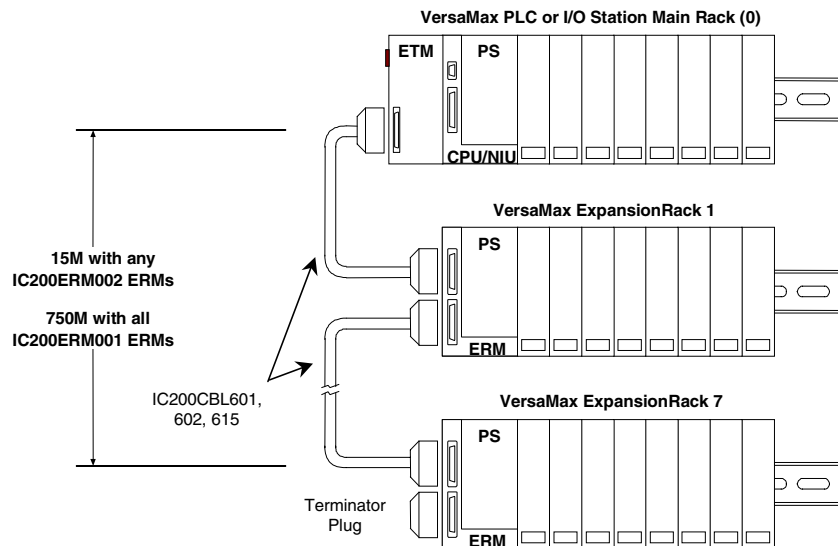 VersaMax PLC or I/O Station Main Rack (0)
ETM
PS
CPU/NIU
VersaMax ExpansionRack 1
PS
ERM
15M with any
IC200ERM002 ERMs
750M with all
IC200ERM001 ERMs
IC200CBL601,
602, 615
VersaMax ExpansionRack 7
PS
Terminator
Plug
ERM